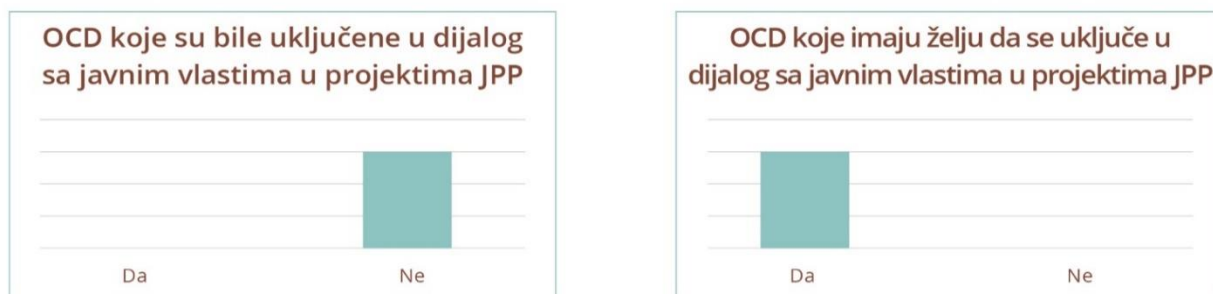 OCD koje su bile uključene u dijalog
sa javnim vlastima u projektima JPP
Da
Ne
OCD koje imaju želju da se uključe u
dijalog sa javnim vlastima u projektima JPP
Da
Ne